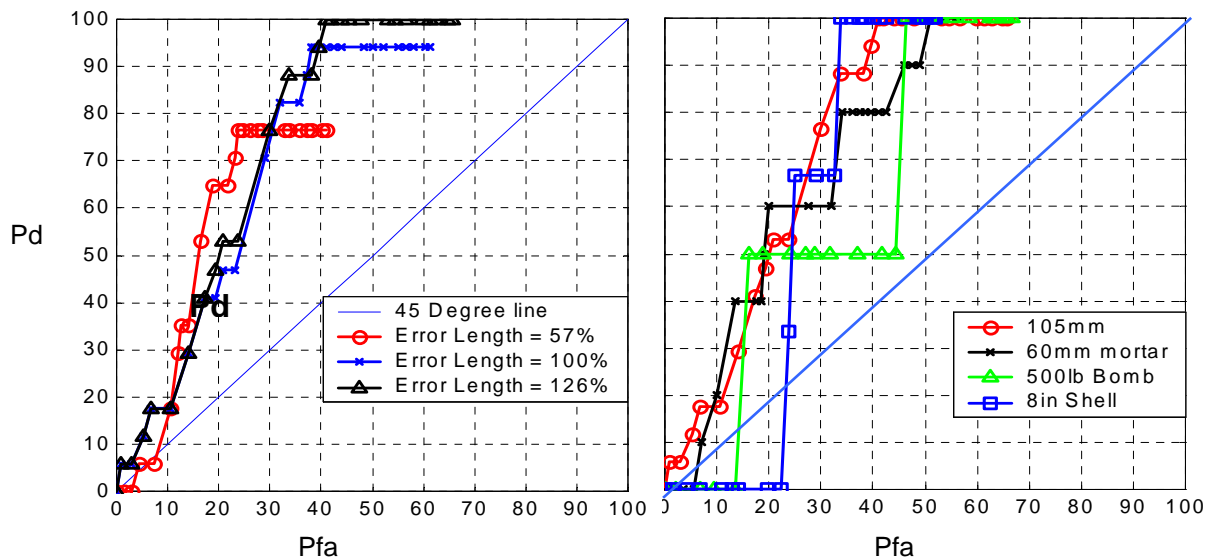 100
90
80
70
60
50
40
30
20
10
0
Pd
Pd
45 Degree line
Error Length = 57%
Error Length = 100%
Error Length = 126%
0 10 20 30 40 50 60 70 80 90 100
Pfa
105mm
60mm mortar
500lb Bomb
8in Shell
0 10 20 30 40 50 60 70 80 90 100
Pfa